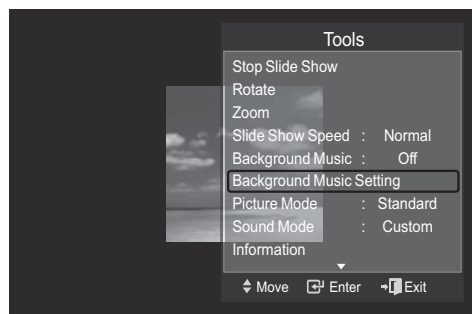 Tools
Stop Slide Show
Rotate
Zoom
Slide Show Speed : Normal
Background Music : Off
Background Music Setting
Picture Mode : Standard
Sound Mode : Custom
Information
Move Enter Exit